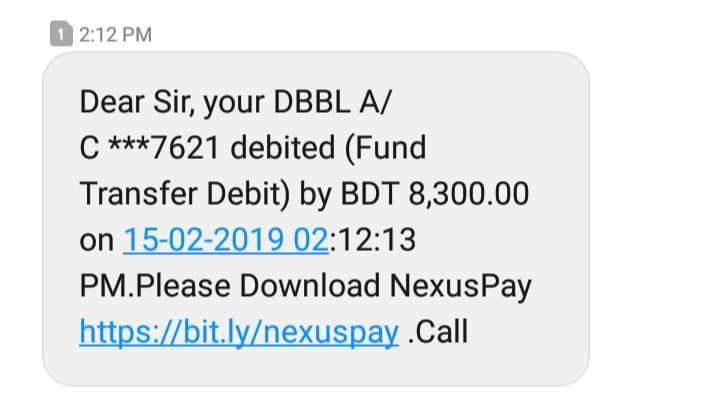 1 2:12 PM
Dear Sir, your DBBL A/
C ***7621 debited (Fund
Transfer Debit) by BDT 8,300.00
on 15-02-2019 02:12:13
PM.Please Download NexusPay
https://bit.ly/nexuspay .Call